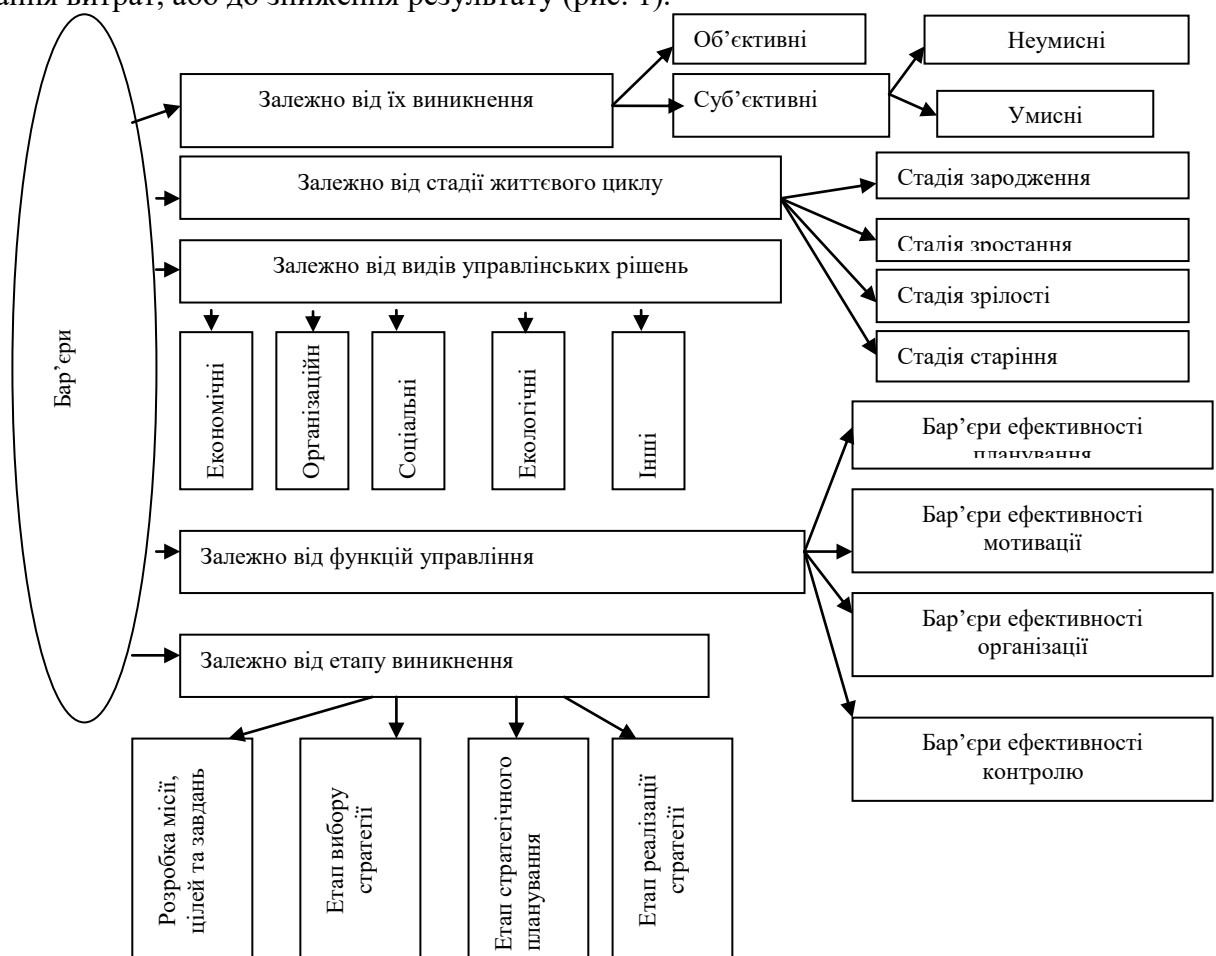 ання витрат, або до зниження результату (рис. 1).
Бар’єри
Залежно від їх виникнення
Об’єктивні
Суб’єктивні
Неумисні
Умисні
Залежно від стадії життєвого циклу
Стадія зародження
Стадія зростання
Стадія зрілості
Стадія старіння
Залежно від видів управлінських рішень
Економічні
Організаційн
Соціальні
Екологічні
Інші
Залежно від функцій управління
Бар’єри ефективності
планування
Бар’єри ефективності
мотивації
Бар’єри ефективності
організації
Бар’єри ефективності
контролю
Залежно від етапу виникнення
Розробка місії,
цілей та завдань
Етап вибору
стратегії
Етап стратегічного
планування
Етап реалізації
стратегії